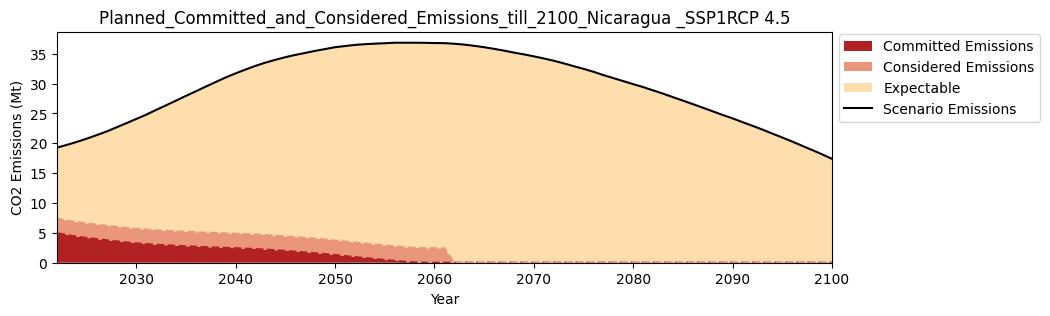 Planned_Committed_and_Considered_Emissions_till_2100_Nicaragua _SSP1RCP 4.5
CO2 Emissions (Mt)
35
30
25
20
15
10
5
0
2030 2040 2050 2060 2070 2080 2090 2100
Year
Committed Emissions
Considered Emissions
Expectable
Scenario Emissions